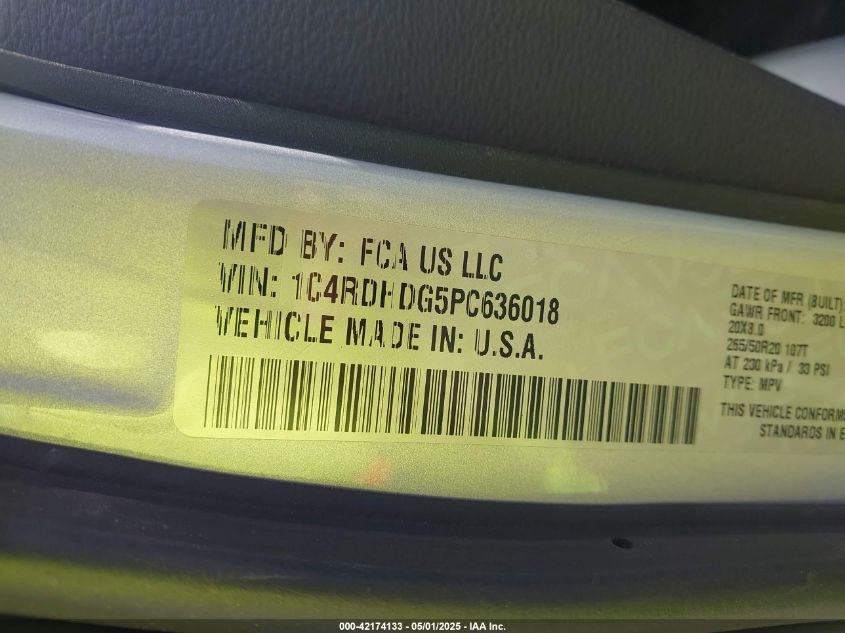 MFD BY: FCA US LLC
VIN: 1C4RDHDG5PC636018
VEHICLE MADE IN: U.S.A.
DATE OF MFR (BUILT):
GAWR FRONT: 3200 L
20X8.0
265/50R20 107T
AT 230 kPa / 33 PSI
TYPE: MPV
THIS VEHICLE CONFORMS
STANDARDS IN E
000-42174133 - 05/01/2025 - IAA Inc.